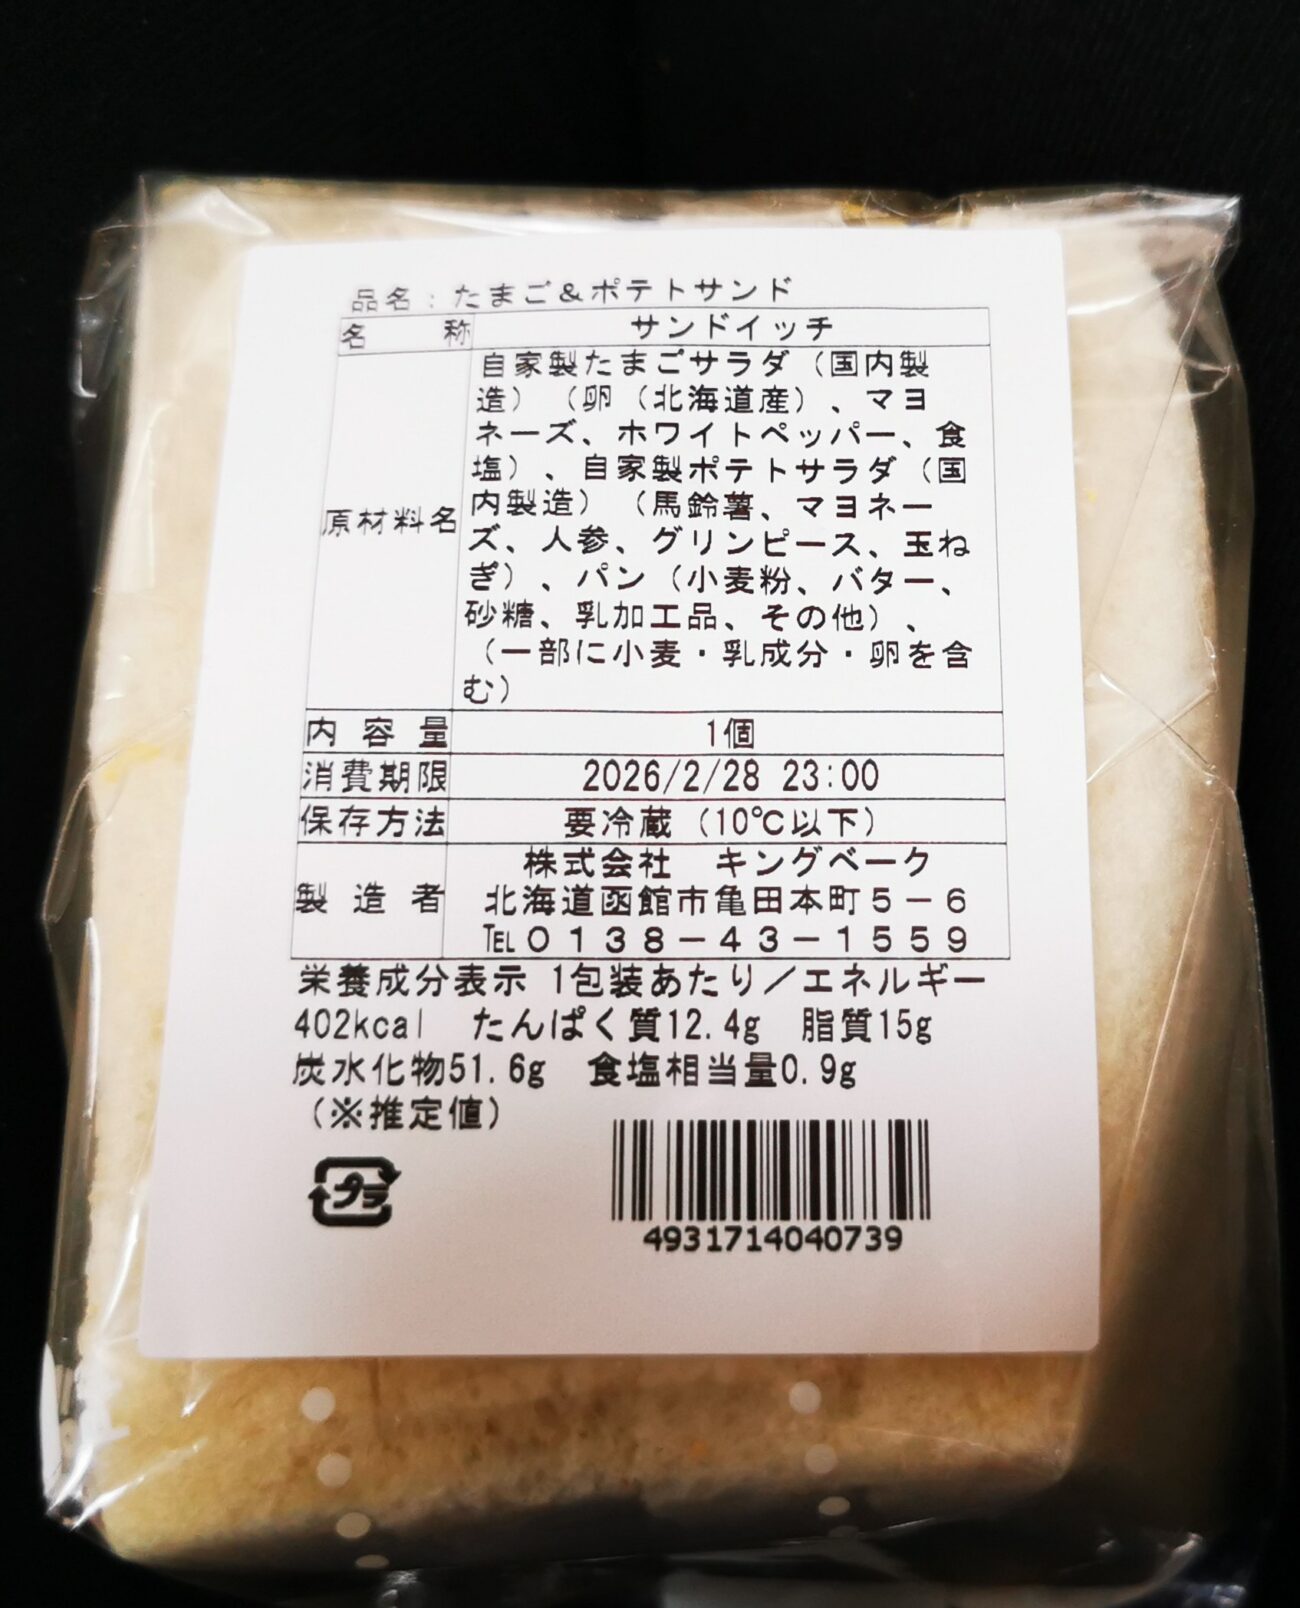 品名:たまご&ポテトサンド
名称 サンドイッチ
原材料名 自家製たまごサラダ(国内製
造)(卵(北海道産)、マヨ
ネーズ、ホワイトペッパー、食
塩)、自家製ポテトサラダ(国
内製造)(馬鈴薯、マヨネー
ズ、人参、グリンピース、玉ね
ぎ)、パン(小麦粉、バター、
砂糖、乳加工品、その他)、
(一部に小麦・乳成分・卵を含
む)
内容量 1個
消費期限 2026/2/28 23:00
保存方法 要冷蔵(10℃以下)
製造者 株式会社 キングベーク
北海道函館市亀田本町5-6
℡0138-43-1559
栄養成分表示 1包装あたり/エネルギー
402kcal たんぱく質12.4g 脂質15g
炭水化物51.6g 食塩相当量0.9g
(※推定値)
プラ
4931714040739